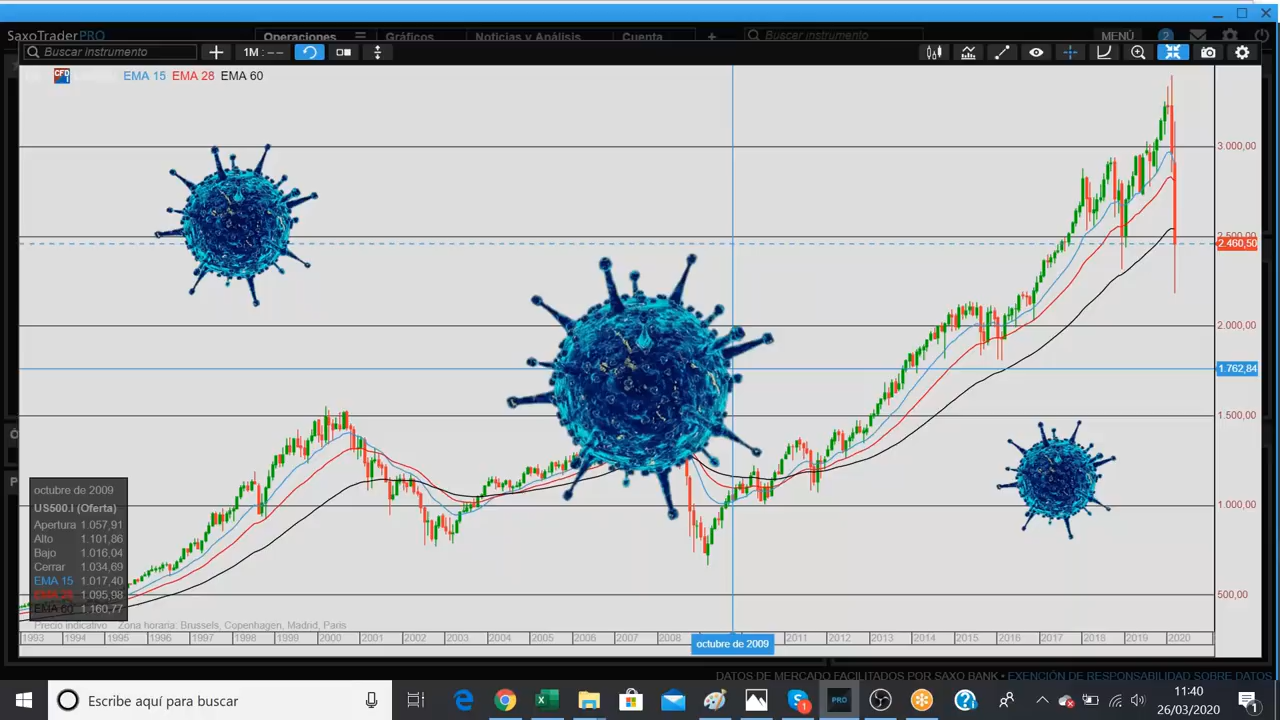 SaxoTraderPRO
Operaciones Gráficos Noticias y Análisis Cuenta + Buscar instrumento MENÚ 2
Buscar instrumento 1M: – –
CFD EMA 15 EMA 28 EMA 60
3.000,00
2.500,00
2.460,50
2.000,00
1.762,84
1.500,00
1.000,00
500,00
octubre de 2009
US500.I (Oferta)
Apertura 1.057,91
Alto 1.101,86
Bajo 1.016,04
Cerrar 1.034,69
EMA 15 1.017,40
EMA 28 1.095,98
EMA 60 1.160,77
Precio indicativo Zona horaria: Brussels, Copenhagen, Madrid, Paris
1993 1994 1995 1996 1997 1998 1999 2000 2001 2002 2003 2004 2005 2006 2007 2008 octubre de 2009 2011 2012 2013 2014 2015 2016 2017 2018 2019 2020
DATOS DE MERCADO FACILITADOS POR SAXO BANK • EXENCIÓN DE RESPONSABILIDAD SOBRE DATOS
Escribe aquí para buscar
PRO
11:40
26/03/2020